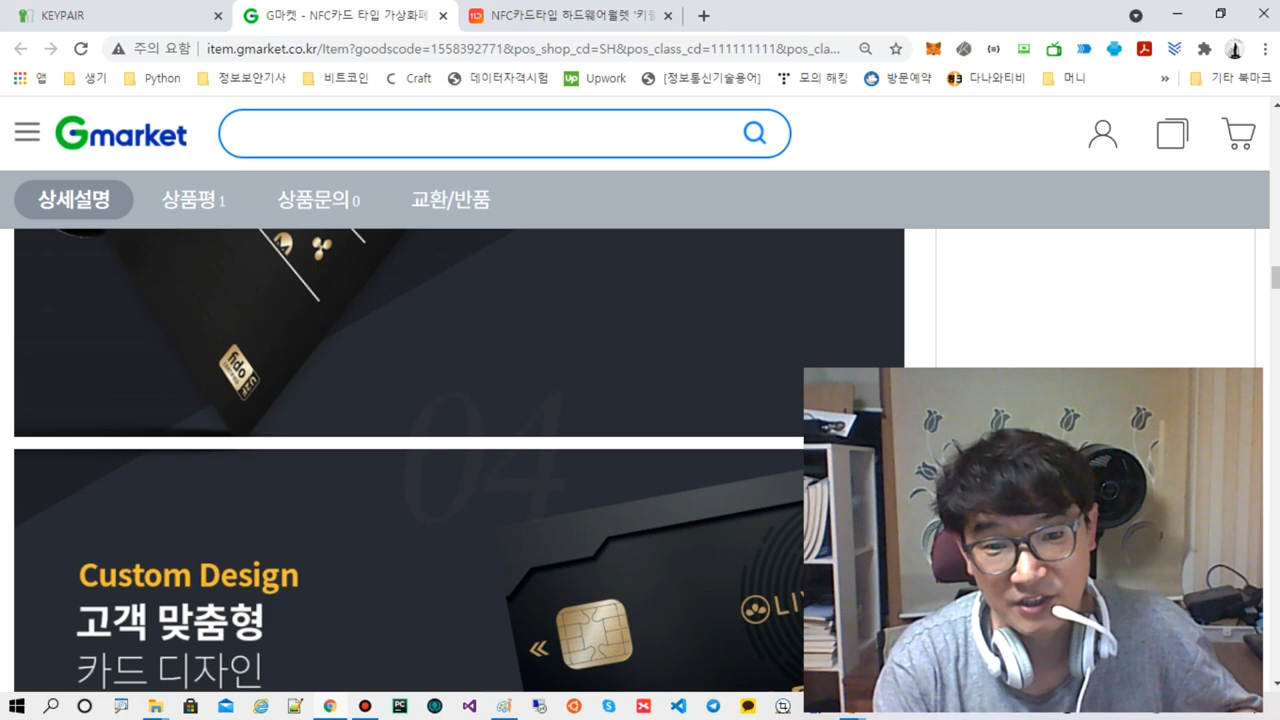 KEYPAIR
G마켓 - NFC카드 타입 가상화폐
NFC카드타입 하드웨어월렛 '키
주의 요함
item.gmarket.co.kr/Item?goodscode=1558392771&pos_shop_cd=SH&pos_class_cd=111111111&pos_cla...
앱
생기
Python
정보보안기사
비트코인
Craft
데이터자격시험
Upwork
[정보통신기술용어]
모의 해킹
방문예약
다나와티비
머니
»
기타 북마크
Gmarket
상세설명
상품평 1
상품문의 0
교환/반품
fido
04
Custom Design
고객 맞춤형
카드 디자인
LIV